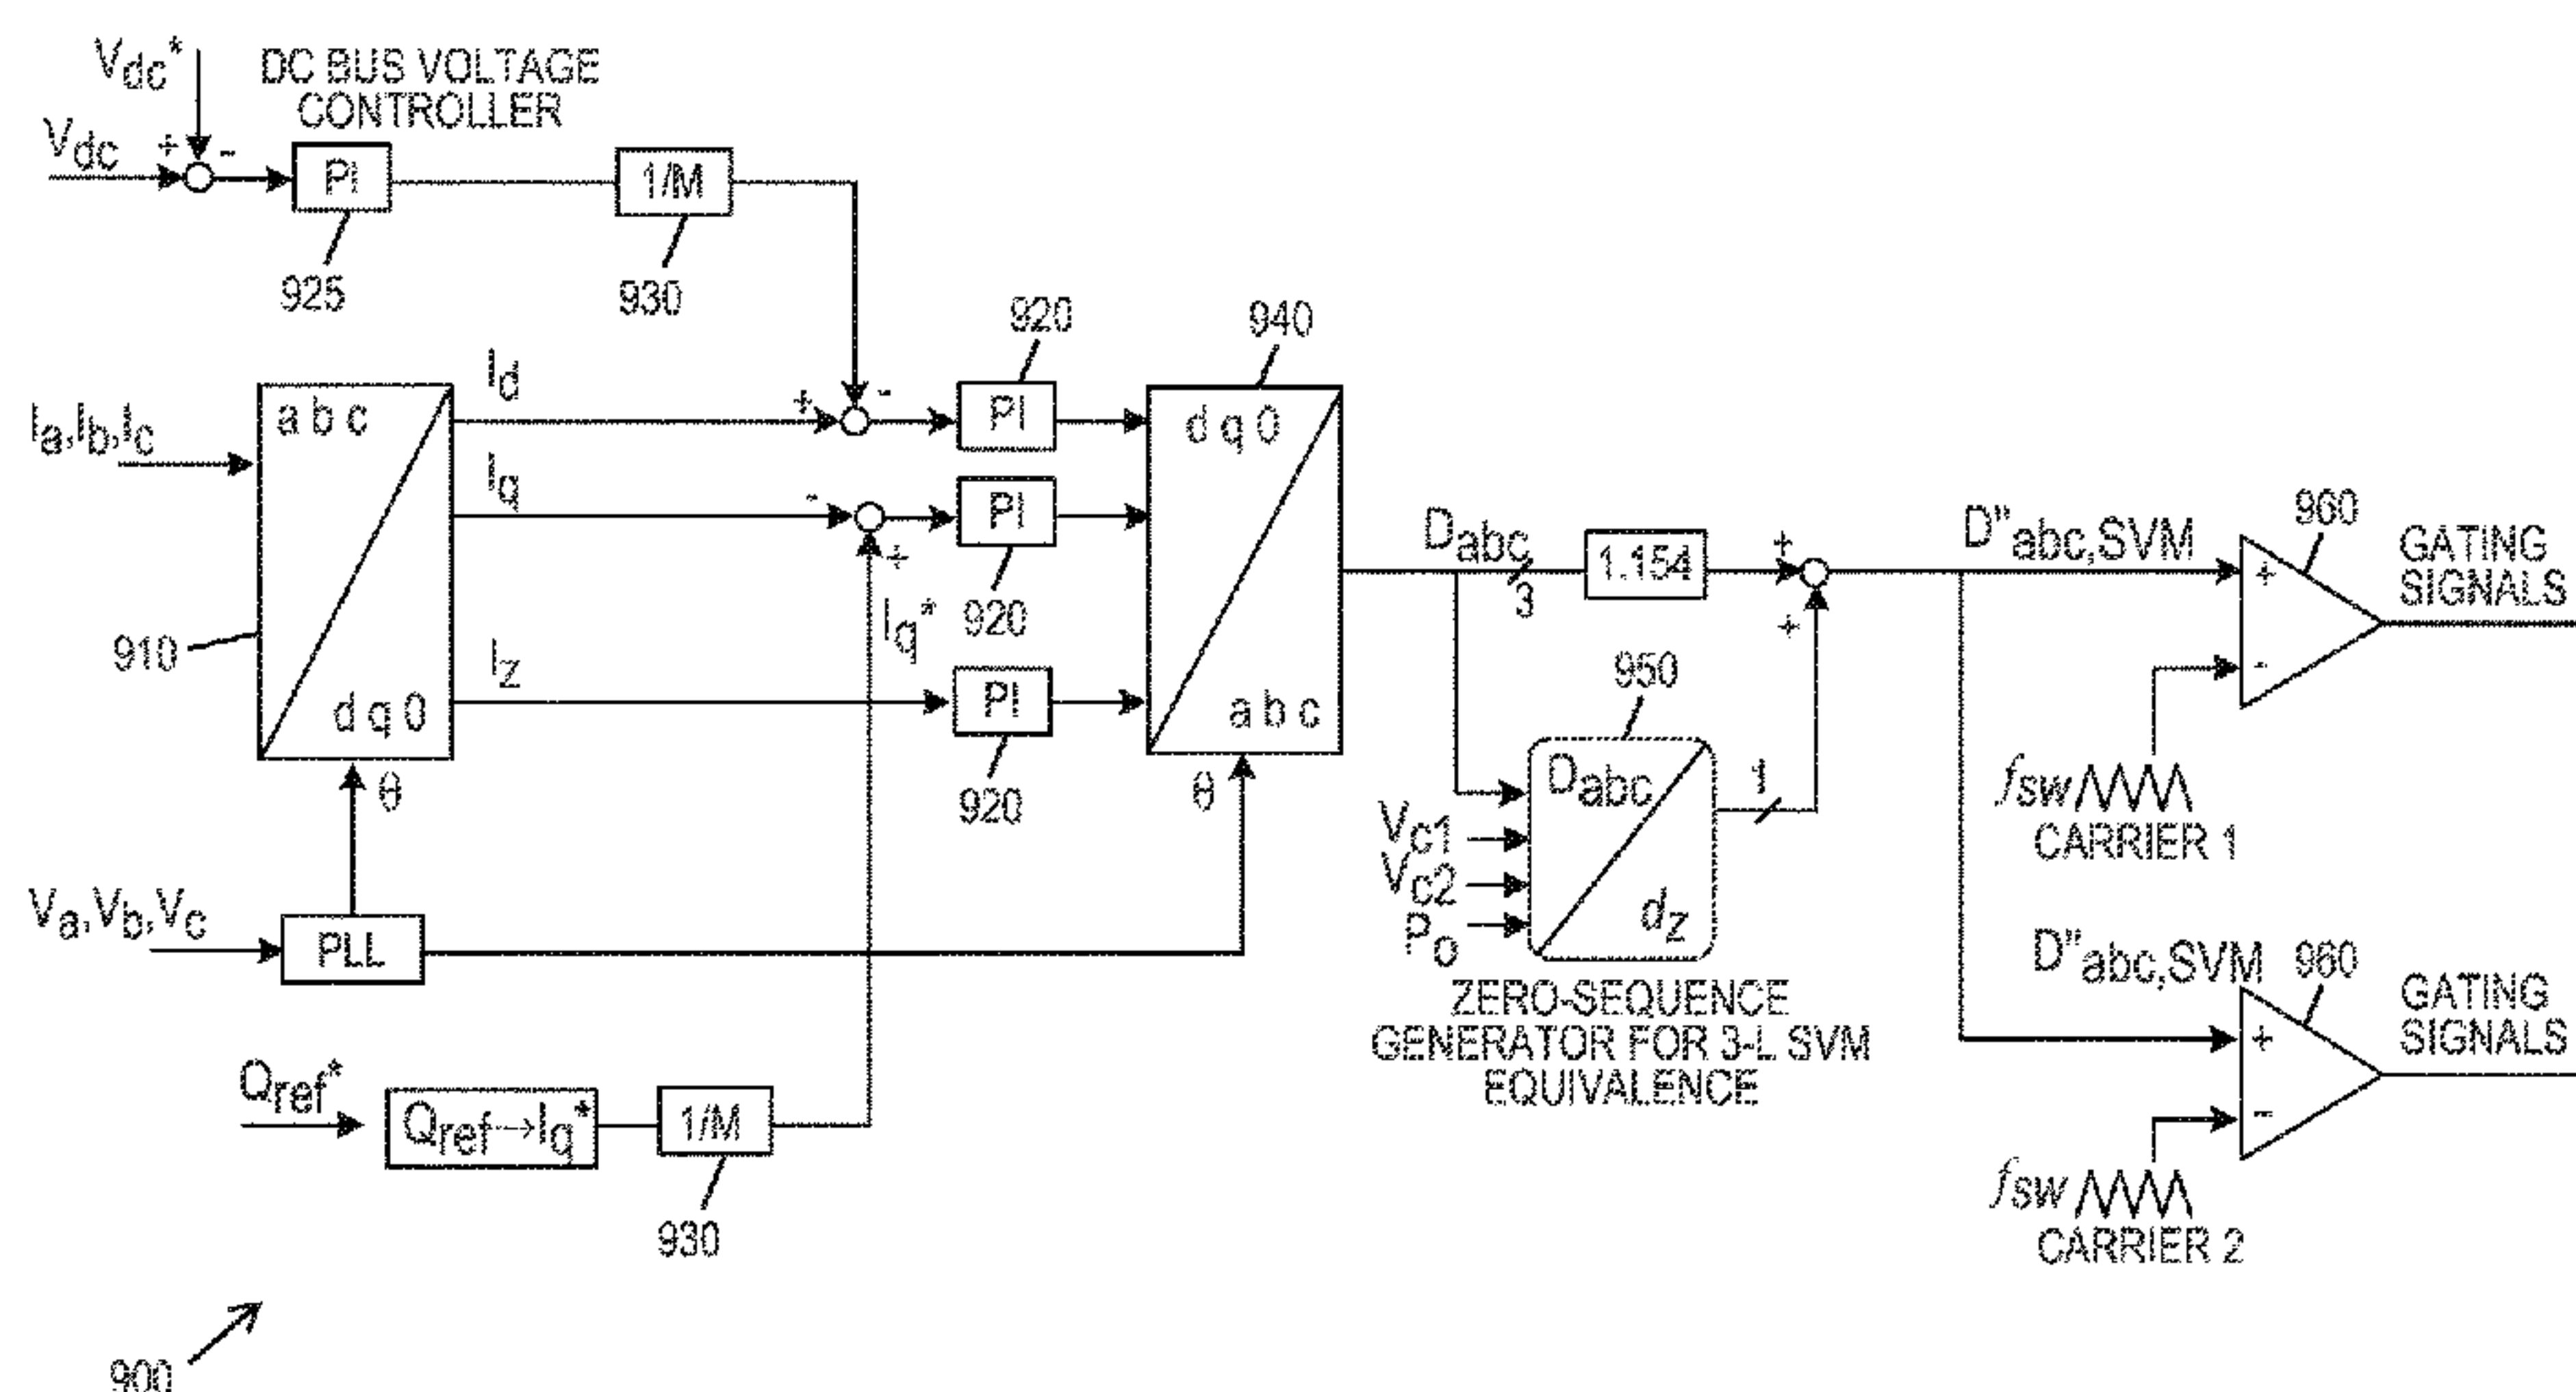 Vdc*
DC BUS VOLTAGE
CONTROLLER
Vdc
+
-
PI
1/M
925
930
920
940
Id
+
-
PI
a b c
d q 0
Ia,Ib,Ic
Iq
-
+
PI
920
Iq*
910
Iz
PI
920
d q 0
a b c
θ
θ
Va,Vb,Vc
PLL
Qref*
Qref→Iq*
1/M
930
900
Dabc
3
1.154
+
+
950
Dabc
dz
1
Vc1
Vc2
Po
ZERO-SEQUENCE
GENERATOR FOR 3-L SVM
EQUIVALENCE
D"abc,SVM
960
+
-
GATING
SIGNALS
fsw
CARRIER 1
D"abc,SVM
960
+
-
GATING
SIGNALS
fsw
CARRIER 2